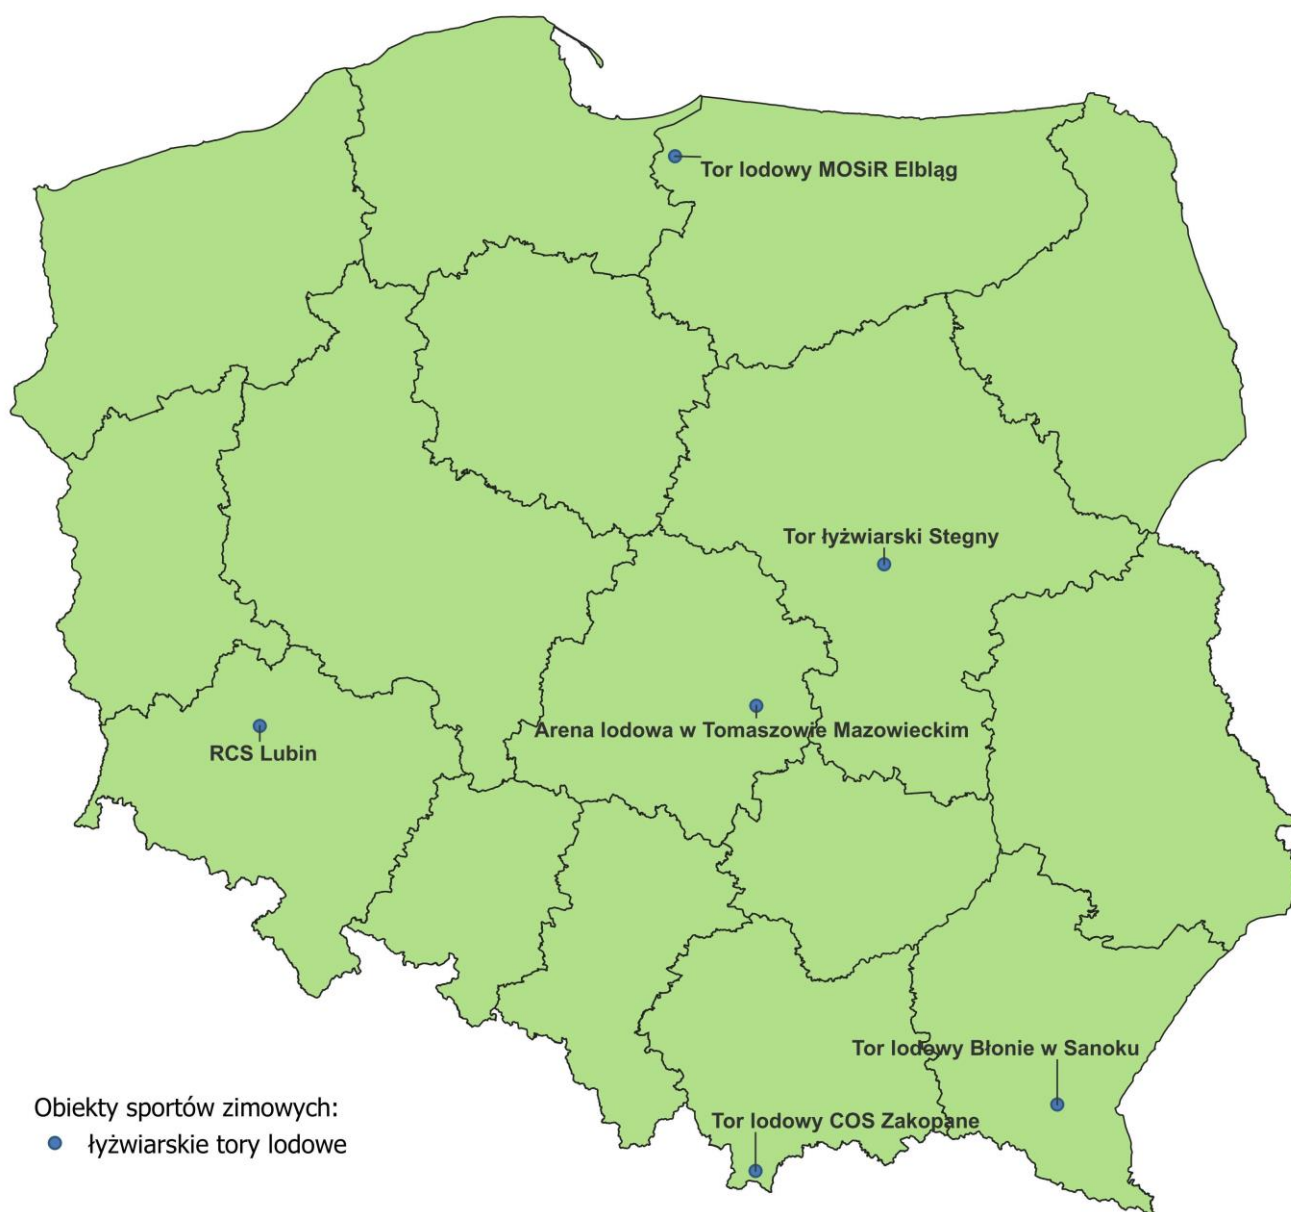 Tor lodowy MOSiR Elbląg
Tor łyżwiarski Stegny
Arena lodowa w Tomaszowie Mazowieckim
RCS Lubin
Tor lodowy Błonie w Sanoku
Tor lodowy COS Zakopane
Obiekty sportów zimowych:
łyżwiarskie tory lodowe